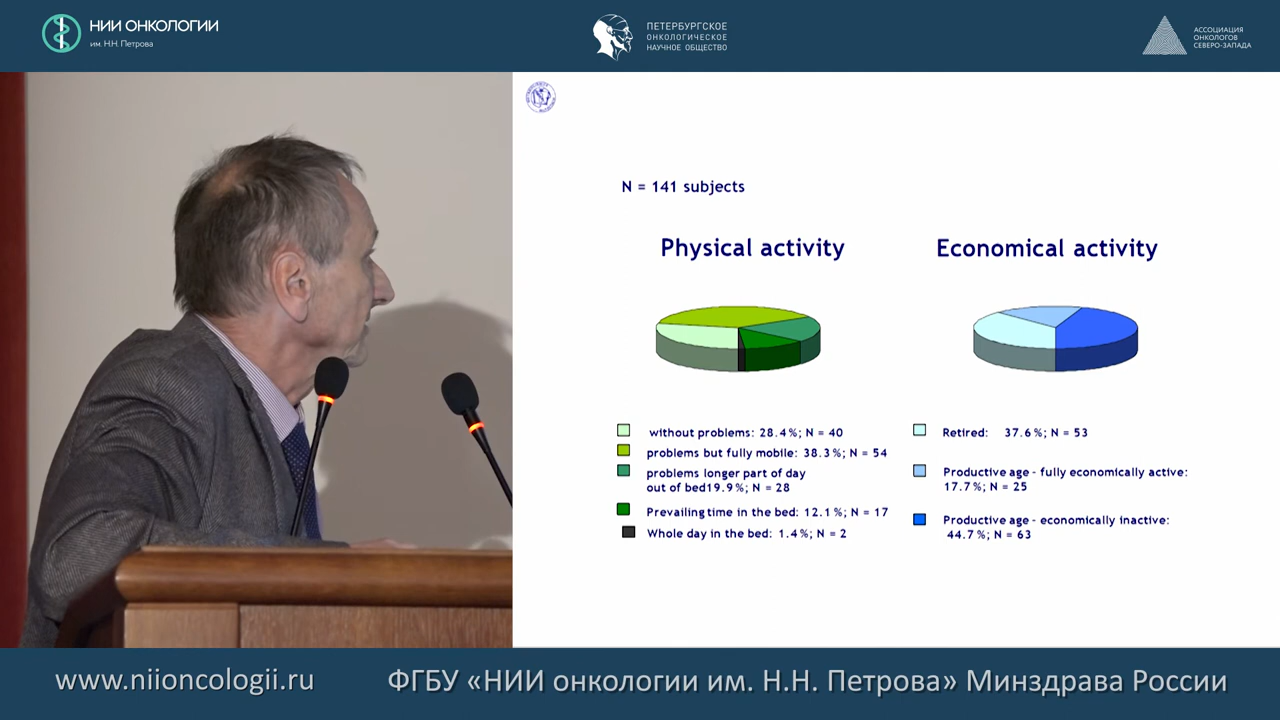 НИИ ОНКОЛОГИИ
им. Н.Н. Петрова
ПЕТЕРБУРГСКОЕ
ОНКОЛОГИЧЕСКОЕ
НАУЧНОЕ ОБЩЕСТВО
АССОЦИАЦИЯ
ОНКОЛОГОВ
СЕВЕРО-ЗАПАДА
N = 141 subjects
Physical activity
without problems: 28.4%; N = 40
problems but fully mobile: 38.3%; N = 54
problems longer part of day
out of bed19.9%; N = 28
Prevailing time in the bed: 12.1%; N = 17
Whole day in the bed: 1.4%; N = 2
Economical activity
Retired: 37.6%; N = 53
Productive age - fully economically active:
17.7%; N = 25
Productive age - economically inactive:
44.7%; N = 63
www.niioncologii.ru
ФГБУ «НИИ онкологии им. Н.Н. Петрова» Минздрава России